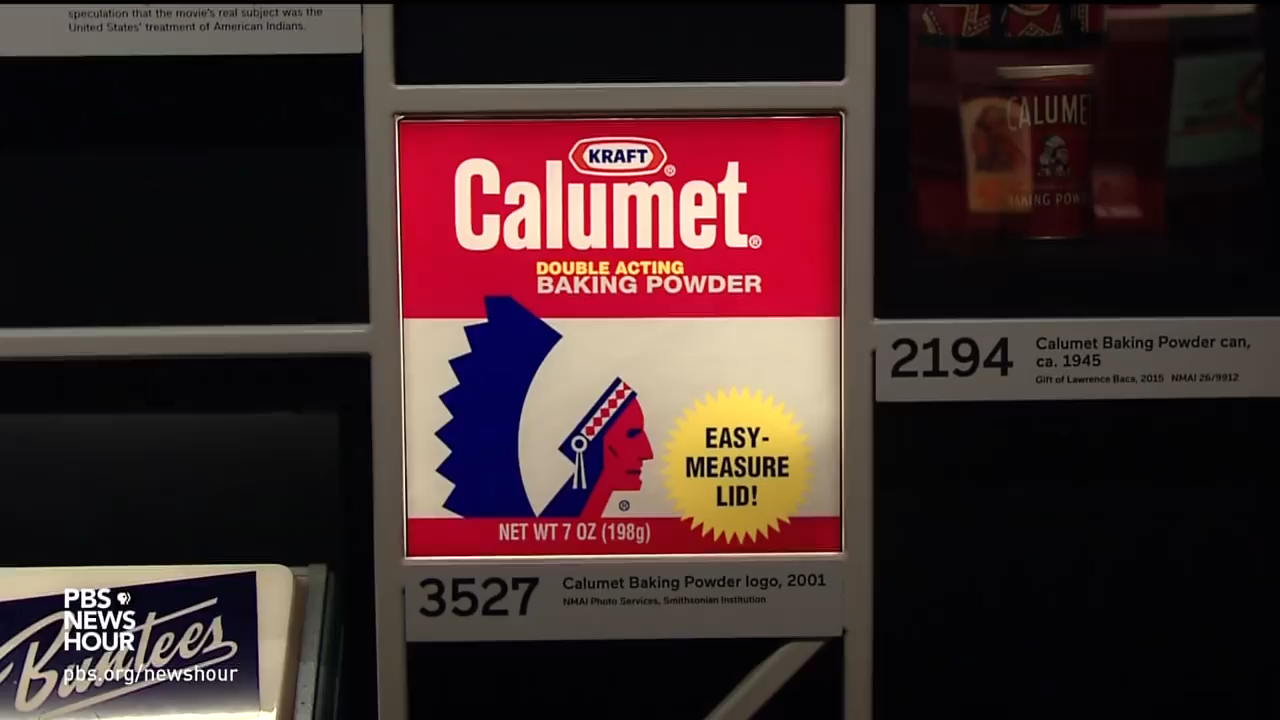 speculation that the movie's real subject was the
United States' treatment of American Indians.
KRAFT
Calumet®
DOUBLE ACTING
BAKING POWDER
EASY-
MEASURE
LID!
NET WT 7 OZ (198g)
3527
Calumet Baking Powder logo, 2001
NMAI Photo Services, Smithsonian Institution
CALUME
BAKING POW
2194
Calumet Baking Powder can,
ca. 1945
Gift of Lawrence Baca, 2015 NMAI 26/9912
Buntees
PBS
NEWS
HOUR
pbs.org/newshour